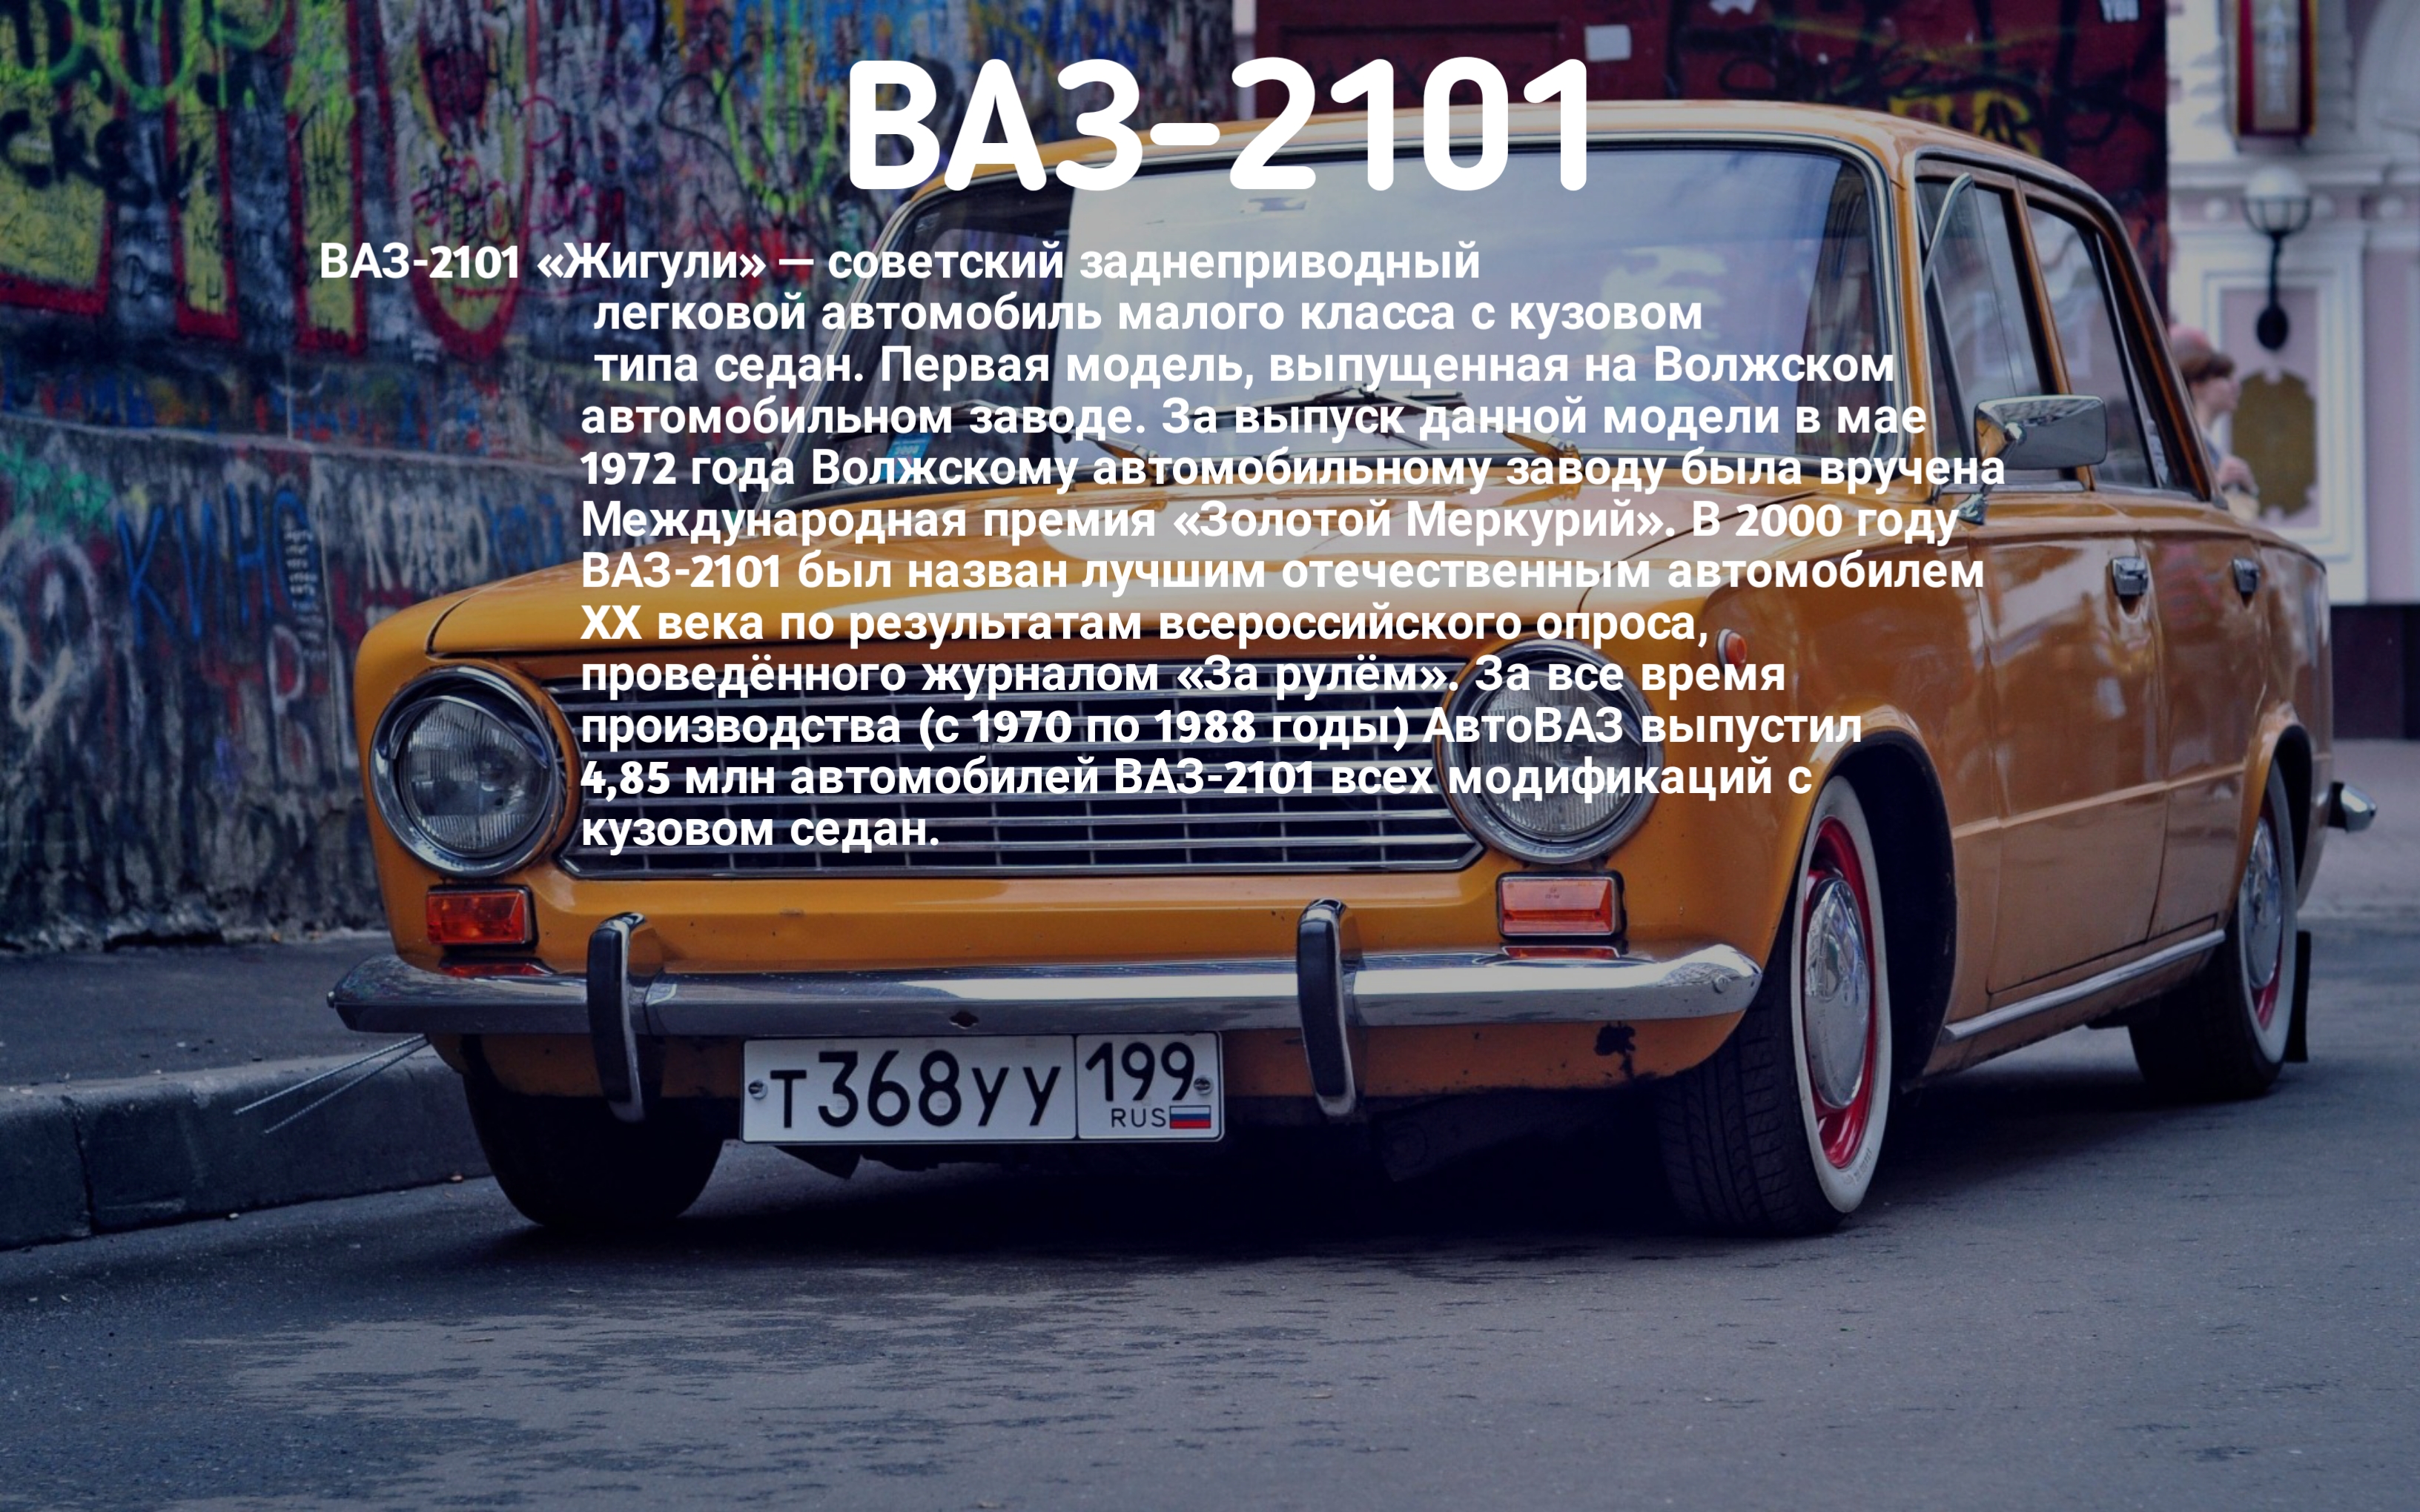 ВАЗ-2101
ВАЗ-2101 «Жигули» — советский заднеприводный
легковой автомобиль малого класса с кузовом
типа седан. Первая модель, выпущенная на Волжском
автомобильном заводе. За выпуск данной модели в мае
1972 года Волжскому автомобильному заводу была вручена
Международная премия «Золотой Меркурий». В 2000 году
ВАЗ-2101 был назван лучшим отечественным автомобилем
XX века по результатам всероссийского опроса,
проведённого журналом «За рулём». За все время
производства (с 1970 по 1988 годы) АвтоВАЗ выпустил
4,85 млн автомобилей ВАЗ-2101 всех модификаций с
кузовом седан.
КИНО
Т368УУ 199
RUS